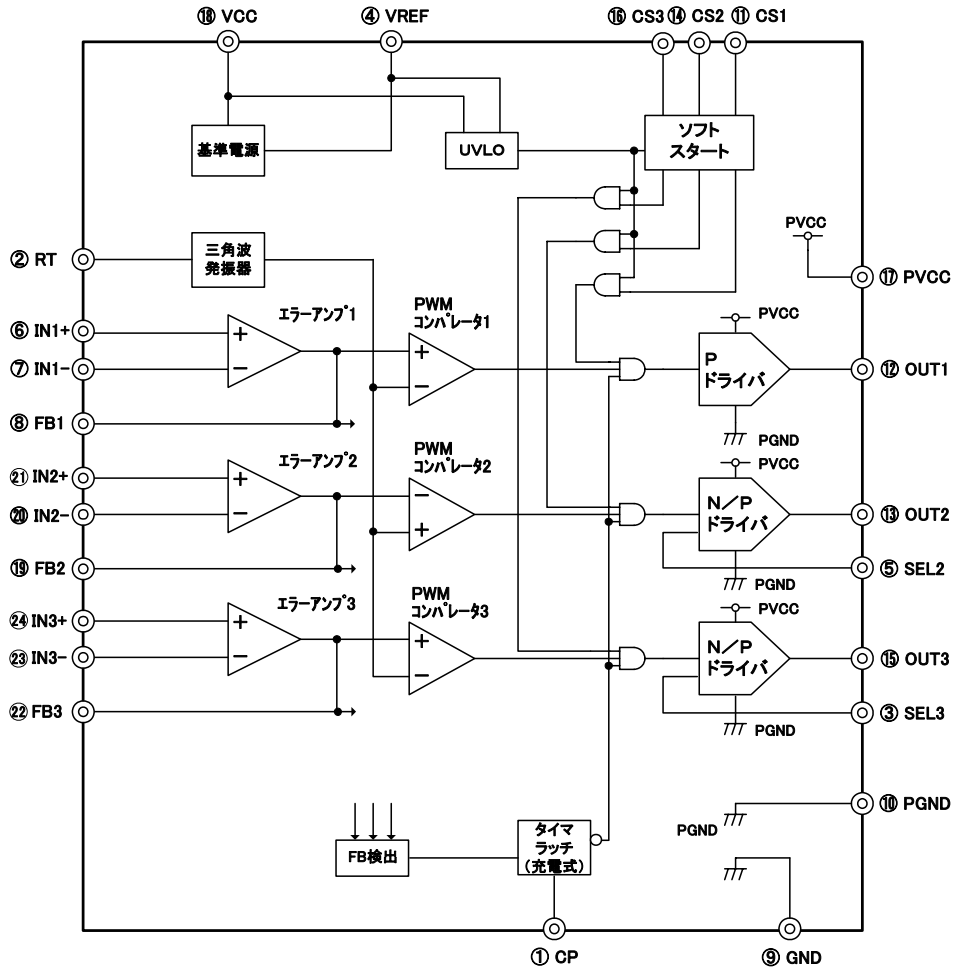 ⑱ VCC
④ VREF
⑯ CS3
⑭ CS2
⑪ CS1
基準電源
UVLO
ソフト
スタート
② RT
三角波
発振器
PVCC
⑰ PVCC
⑥ IN1+
⑦ IN1-
⑧ FB1
エラーアンプ1
+
−
PWM
コンパレータ1
+
−
PVCC
P
ドライバ
PGND
⑫ OUT1
㉑ IN2+
⑳ IN2-
⑲ FB2
エラーアンプ2
+
−
PWM
コンパレータ2
−
+
PVCC
N/P
ドライバ
PGND
⑬ OUT2
⑤ SEL2
㉔ IN3+
㉓ IN3-
㉒ FB3
エラーアンプ3
+
−
PWM
コンパレータ3
+
−
PVCC
N/P
ドライバ
PGND
⑮ OUT3
③ SEL3
FB検出
タイマ
ラッチ
(充電式)
PGND
⑩ PGND
① CP
⑨ GND